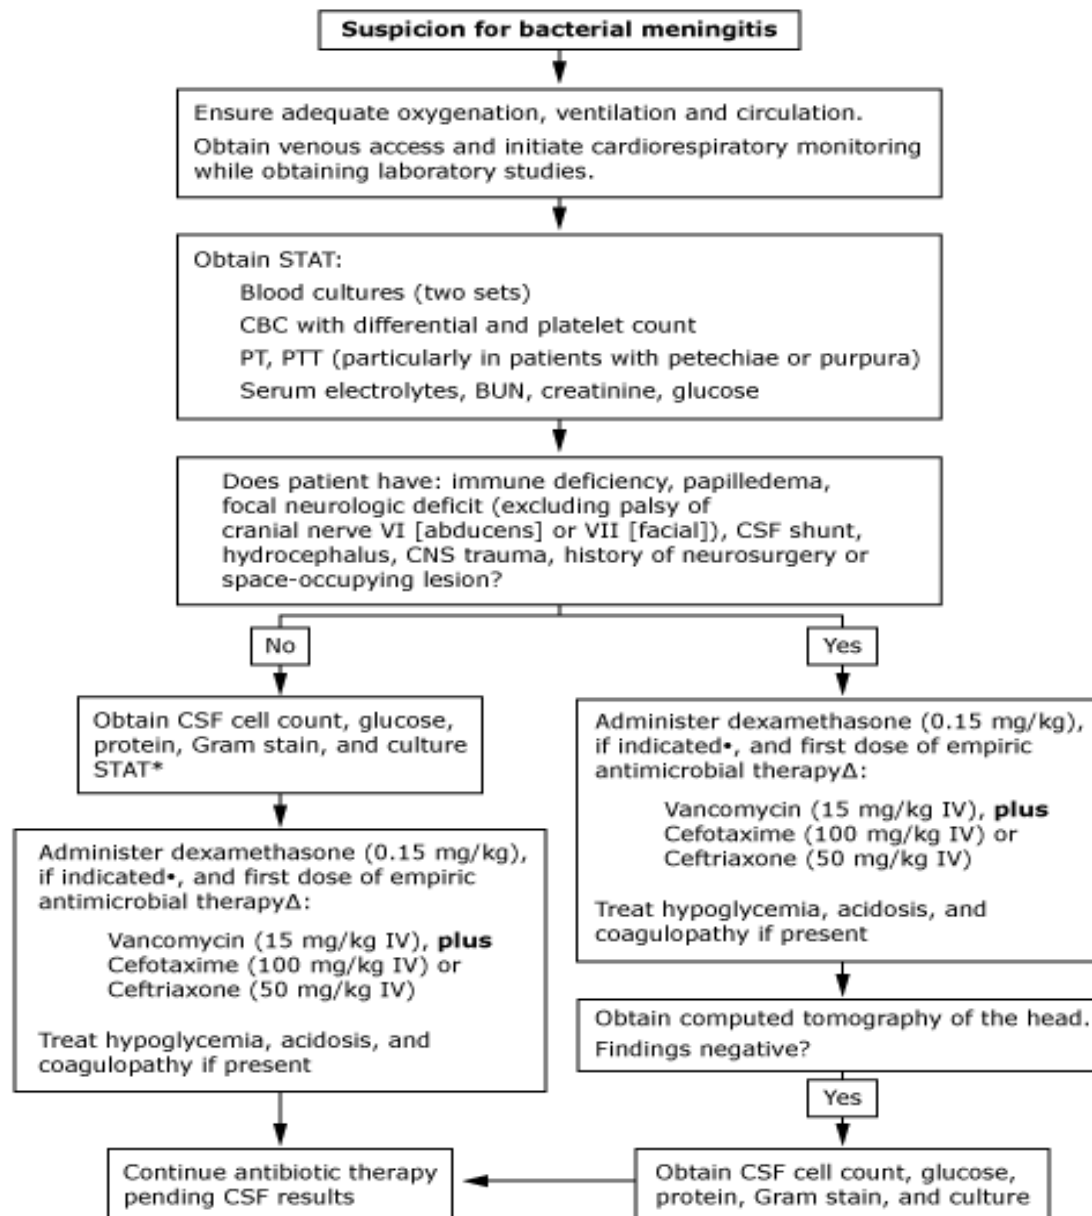 Suspicion for bacterial meningitis
Ensure adequate oxygenation, ventilation and circulation.
Obtain venous access and initiate cardiorespiratory monitoring
while obtaining laboratory studies.
Obtain STAT:
Blood cultures (two sets)
CBC with differential and platelet count
PT, PTT (particularly in patients with petechiae or purpura)
Serum electrolytes, BUN, creatinine, glucose
Does patient have: immune deficiency, papilledema,
focal neurologic deficit (excluding palsy of
cranial nerve VI [abducens] or VII [facial]), CSF shunt,
hydrocephalus, CNS trauma, history of neurosurgery or
space-occupying lesion?
No
Obtain CSF cell count, glucose,
protein, Gram stain, and culture
STAT*
Administer dexamethasone (0.15 mg/kg),
if indicated•, and first dose of empiric
antimicrobial therapyΔ:
Vancomycin (15 mg/kg IV), plus
Cefotaxime (100 mg/kg IV) or
Ceftriaxone (50 mg/kg IV)
Treat hypoglycemia, acidosis, and
coagulopathy if present
Yes
Administer dexamethasone (0.15 mg/kg),
if indicated•, and first dose of empiric
antimicrobial therapyΔ:
Vancomycin (15 mg/kg IV), plus
Cefotaxime (100 mg/kg IV) or
Ceftriaxone (50 mg/kg IV)
Treat hypoglycemia, acidosis, and
coagulopathy if present
Obtain computed tomography of the head.
Findings negative?
Yes
Obtain CSF cell count, glucose,
protein, Gram stain, and culture
Continue antibiotic therapy
pending CSF results